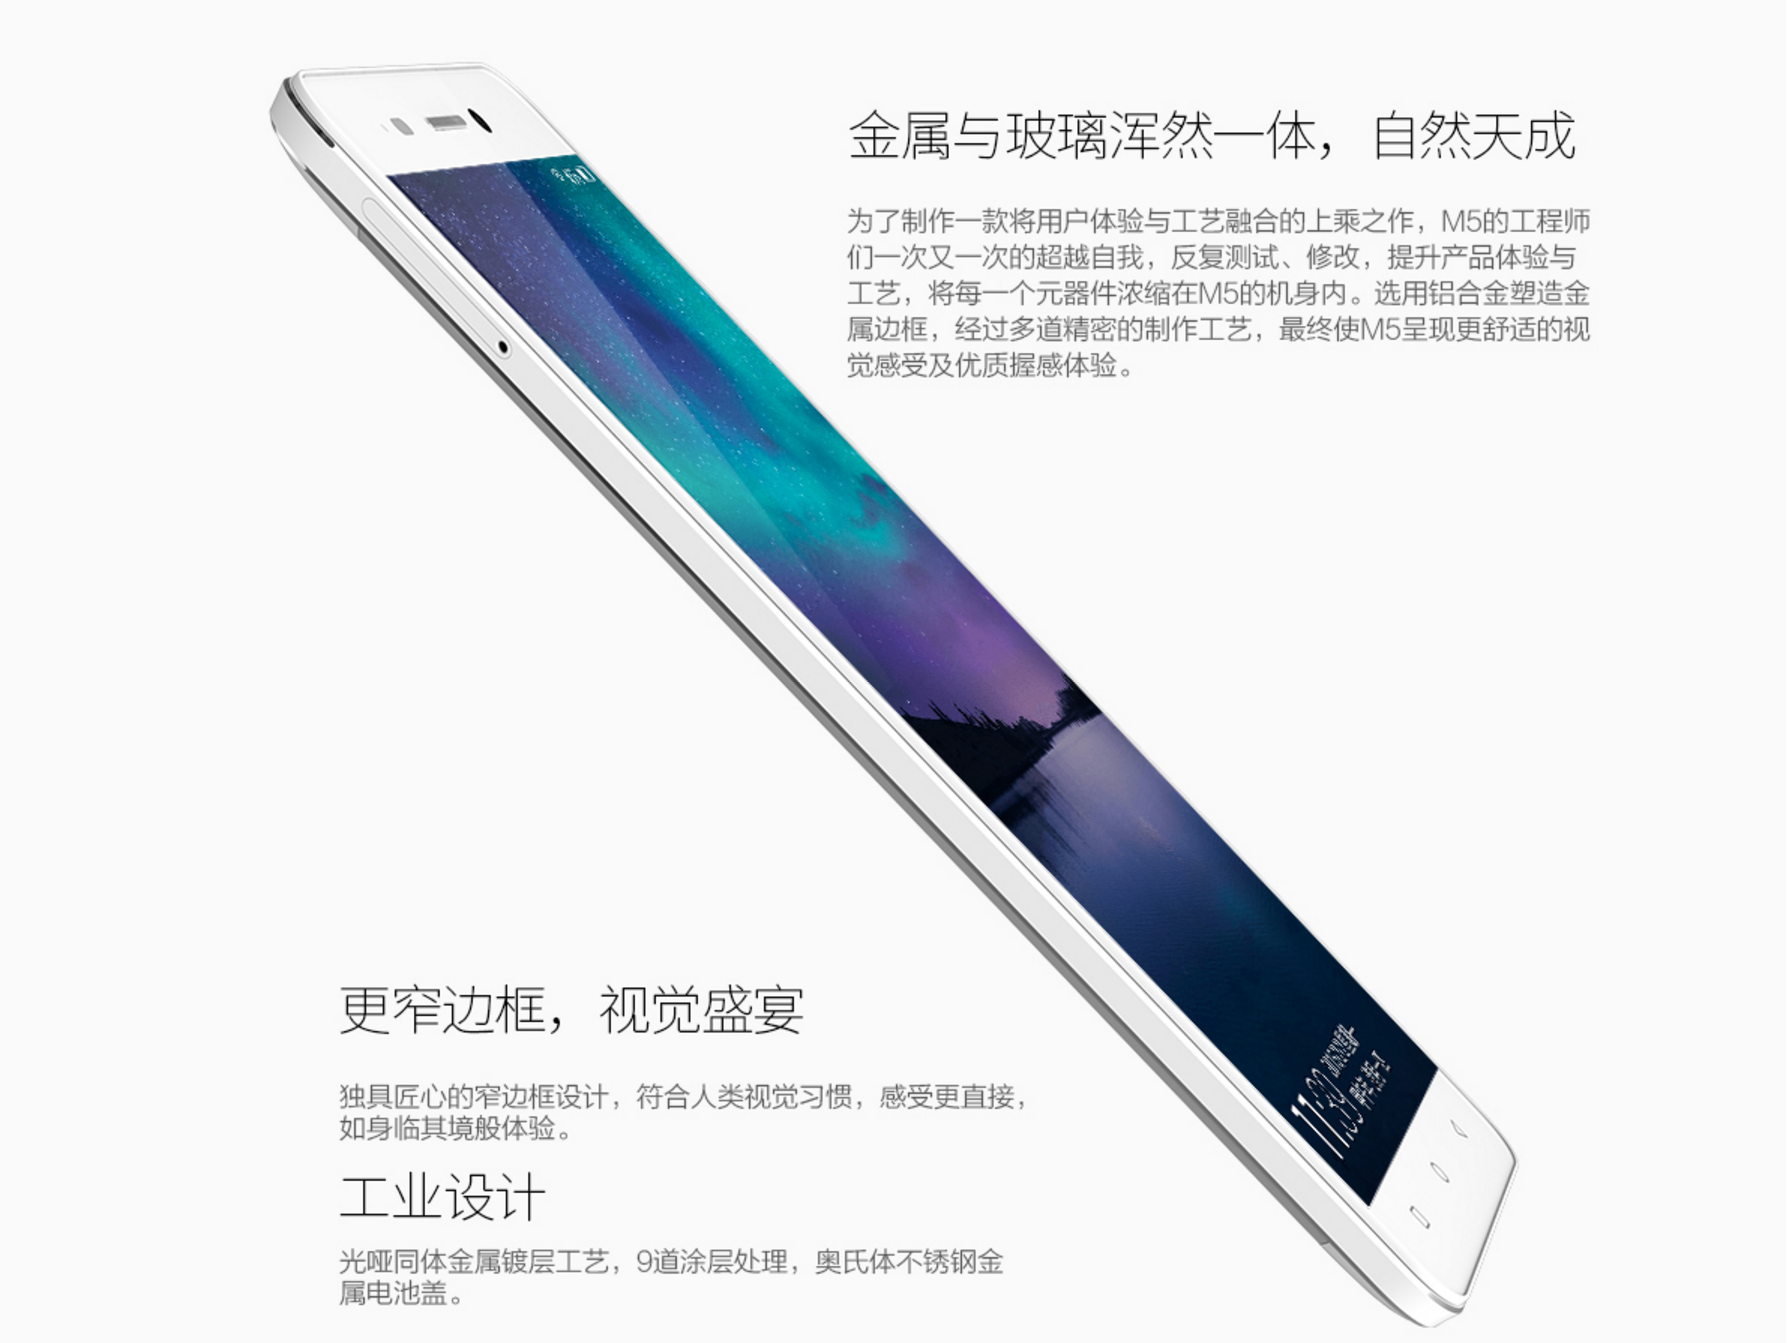 金属与玻璃浑然一体，自然天成
为了制作一款将用户体验与工艺融合的上乘之作，M5的工程师
们一次又一次的超越自我，反复测试、修改，提升产品体验与
工艺，将每一个元器件浓缩在M5的机身内。选用铝合金塑造金
属边框，经过多道精密的制作工艺，最终使M5呈现更舒适的视
觉感受及优质握感体验。
更窄边框，视觉盛宴
独具匠心的窄边框设计，符合人类视觉习惯，感受更直接，
如身临其境般体验。
工业设计
光哑同体金属镀层工艺，9道涂层处理，奥氏体不锈钢金
属电池盖。